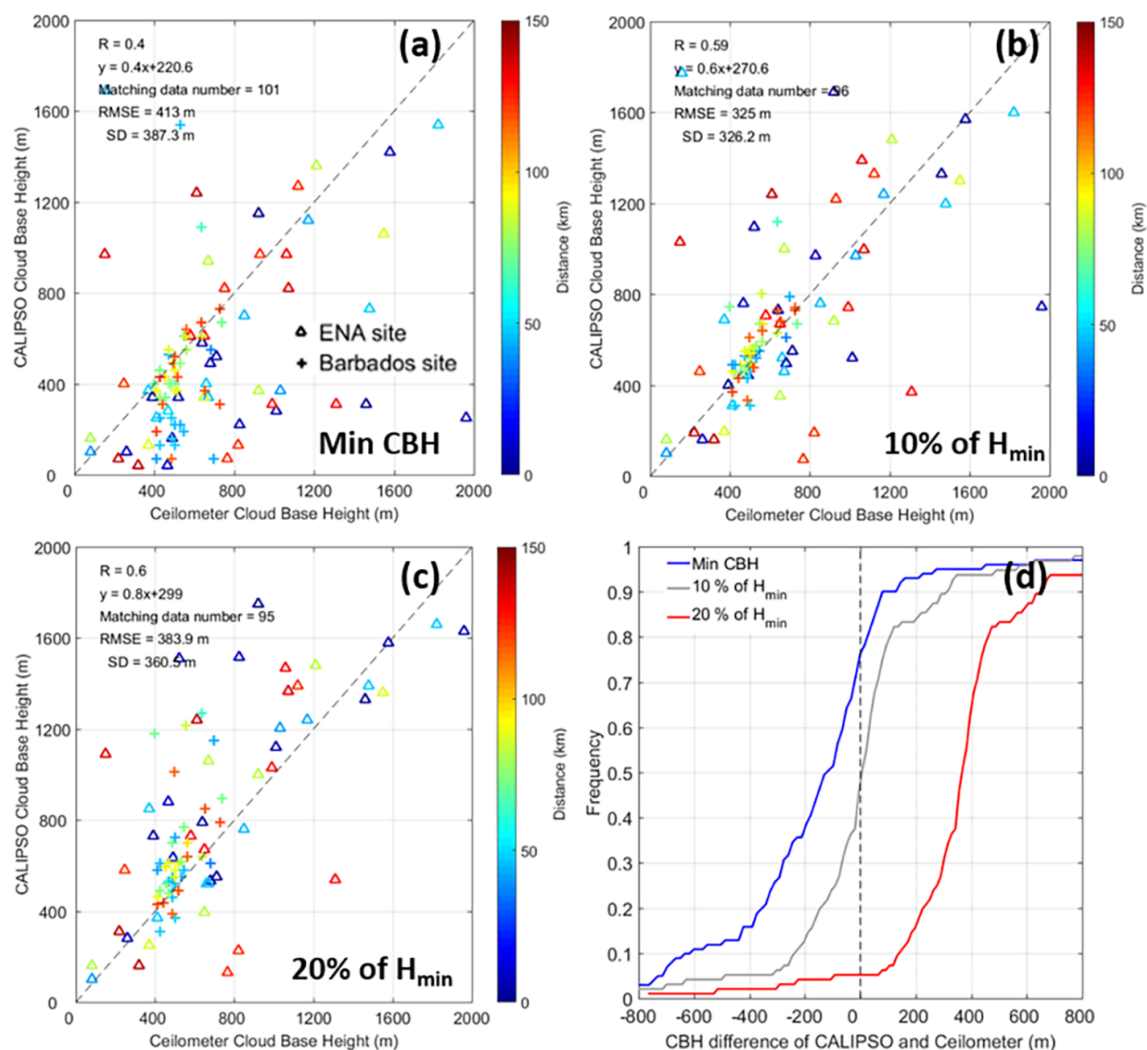 (a)
R = 0.4
y = 0.4x+220.6
Matching data number = 101
RMSE = 413 m
SD = 387.3 m
ENA site
Barbados site
Min CBH
2000
1600
1200
800
400
0
0 400 800 1200 1600 2000
CALIPSO Cloud Base Height (m)
Ceilometer Cloud Base Height (m)
150
100
50
0
Distance (km)
(b)
R = 0.59
y = 0.6x+270.6
Matching data number = 96
RMSE = 325 m
SD = 326.2 m
10% of Hmin
2000
1600
1200
800
400
0
0 400 800 1200 1600 2000
CALIPSO Cloud Base Height (m)
Ceilometer Cloud Base Height (m)
150
100
50
0
Distance (km)
(c)
R = 0.6
y = 0.8x+299
Matching data number = 95
RMSE = 383.9 m
SD = 360.5 m
20% of Hmin
2000
1600
1200
800
400
0
0 400 800 1200 1600 2000
CALIPSO Cloud Base Height (m)
Ceilometer Cloud Base Height (m)
150
100
50
0
Distance (km)
(d)
Min CBH
10 % of Hmin
20 % of Hmin
1
0.9
0.8
0.7
0.6
0.5
0.4
0.3
0.2
0.1
0
-800 -600 -400 -200 0 200 400 600 800
Frequency
CBH difference of CALIPSO and Ceilometer (m)